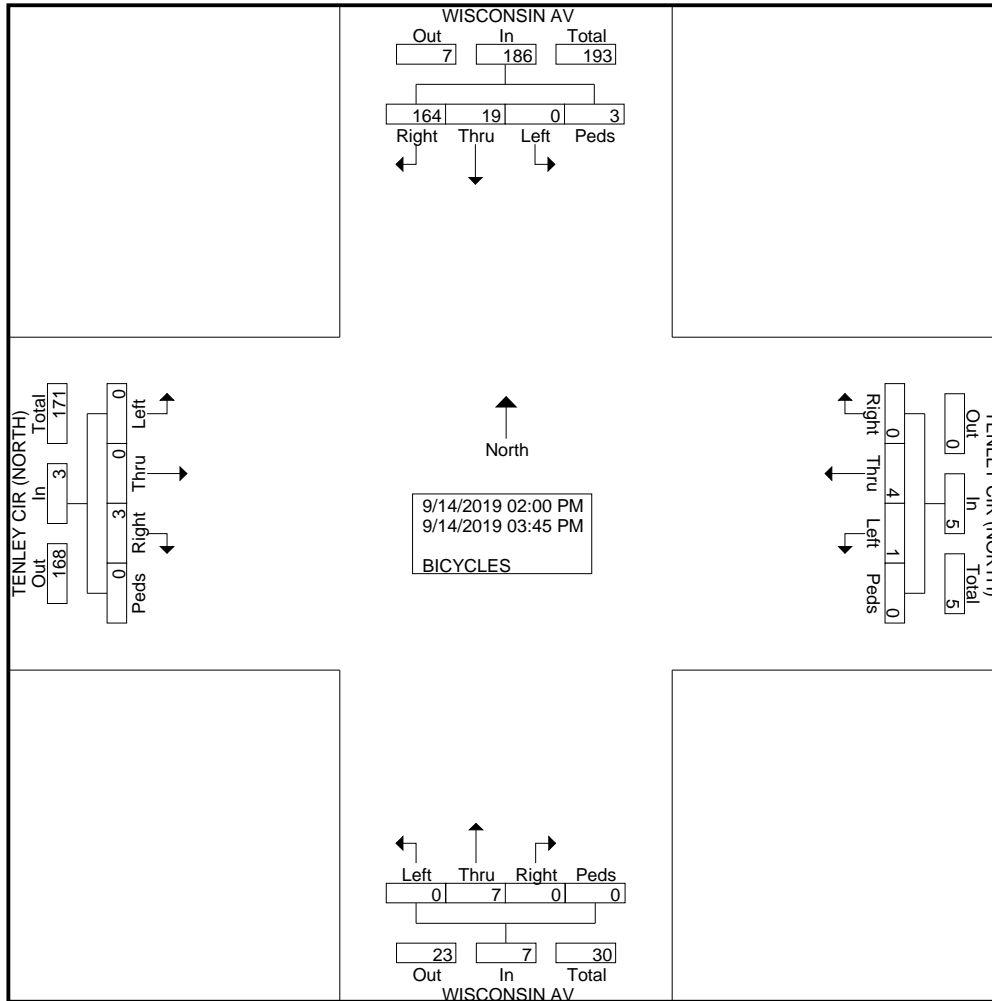 WISCONSIN AV
Out In Total
7 186 193
164 19 0 3
Right Thru Left Peds
TENLEY CIR (NORTH)
Total In Out
171 3 168
0 0 3 0
Left Thru Right Peds
North
9/14/2019 02:00 PM
9/14/2019 03:45 PM
BICYCLES
TENLEY CIR (NORTH)
Out In Total
0 5 5
0 4 1 0
Right Thru Left Peds
Left Thru Right Peds
0 7 0 0
23 7 30
Out In Total
WISCONSIN AV